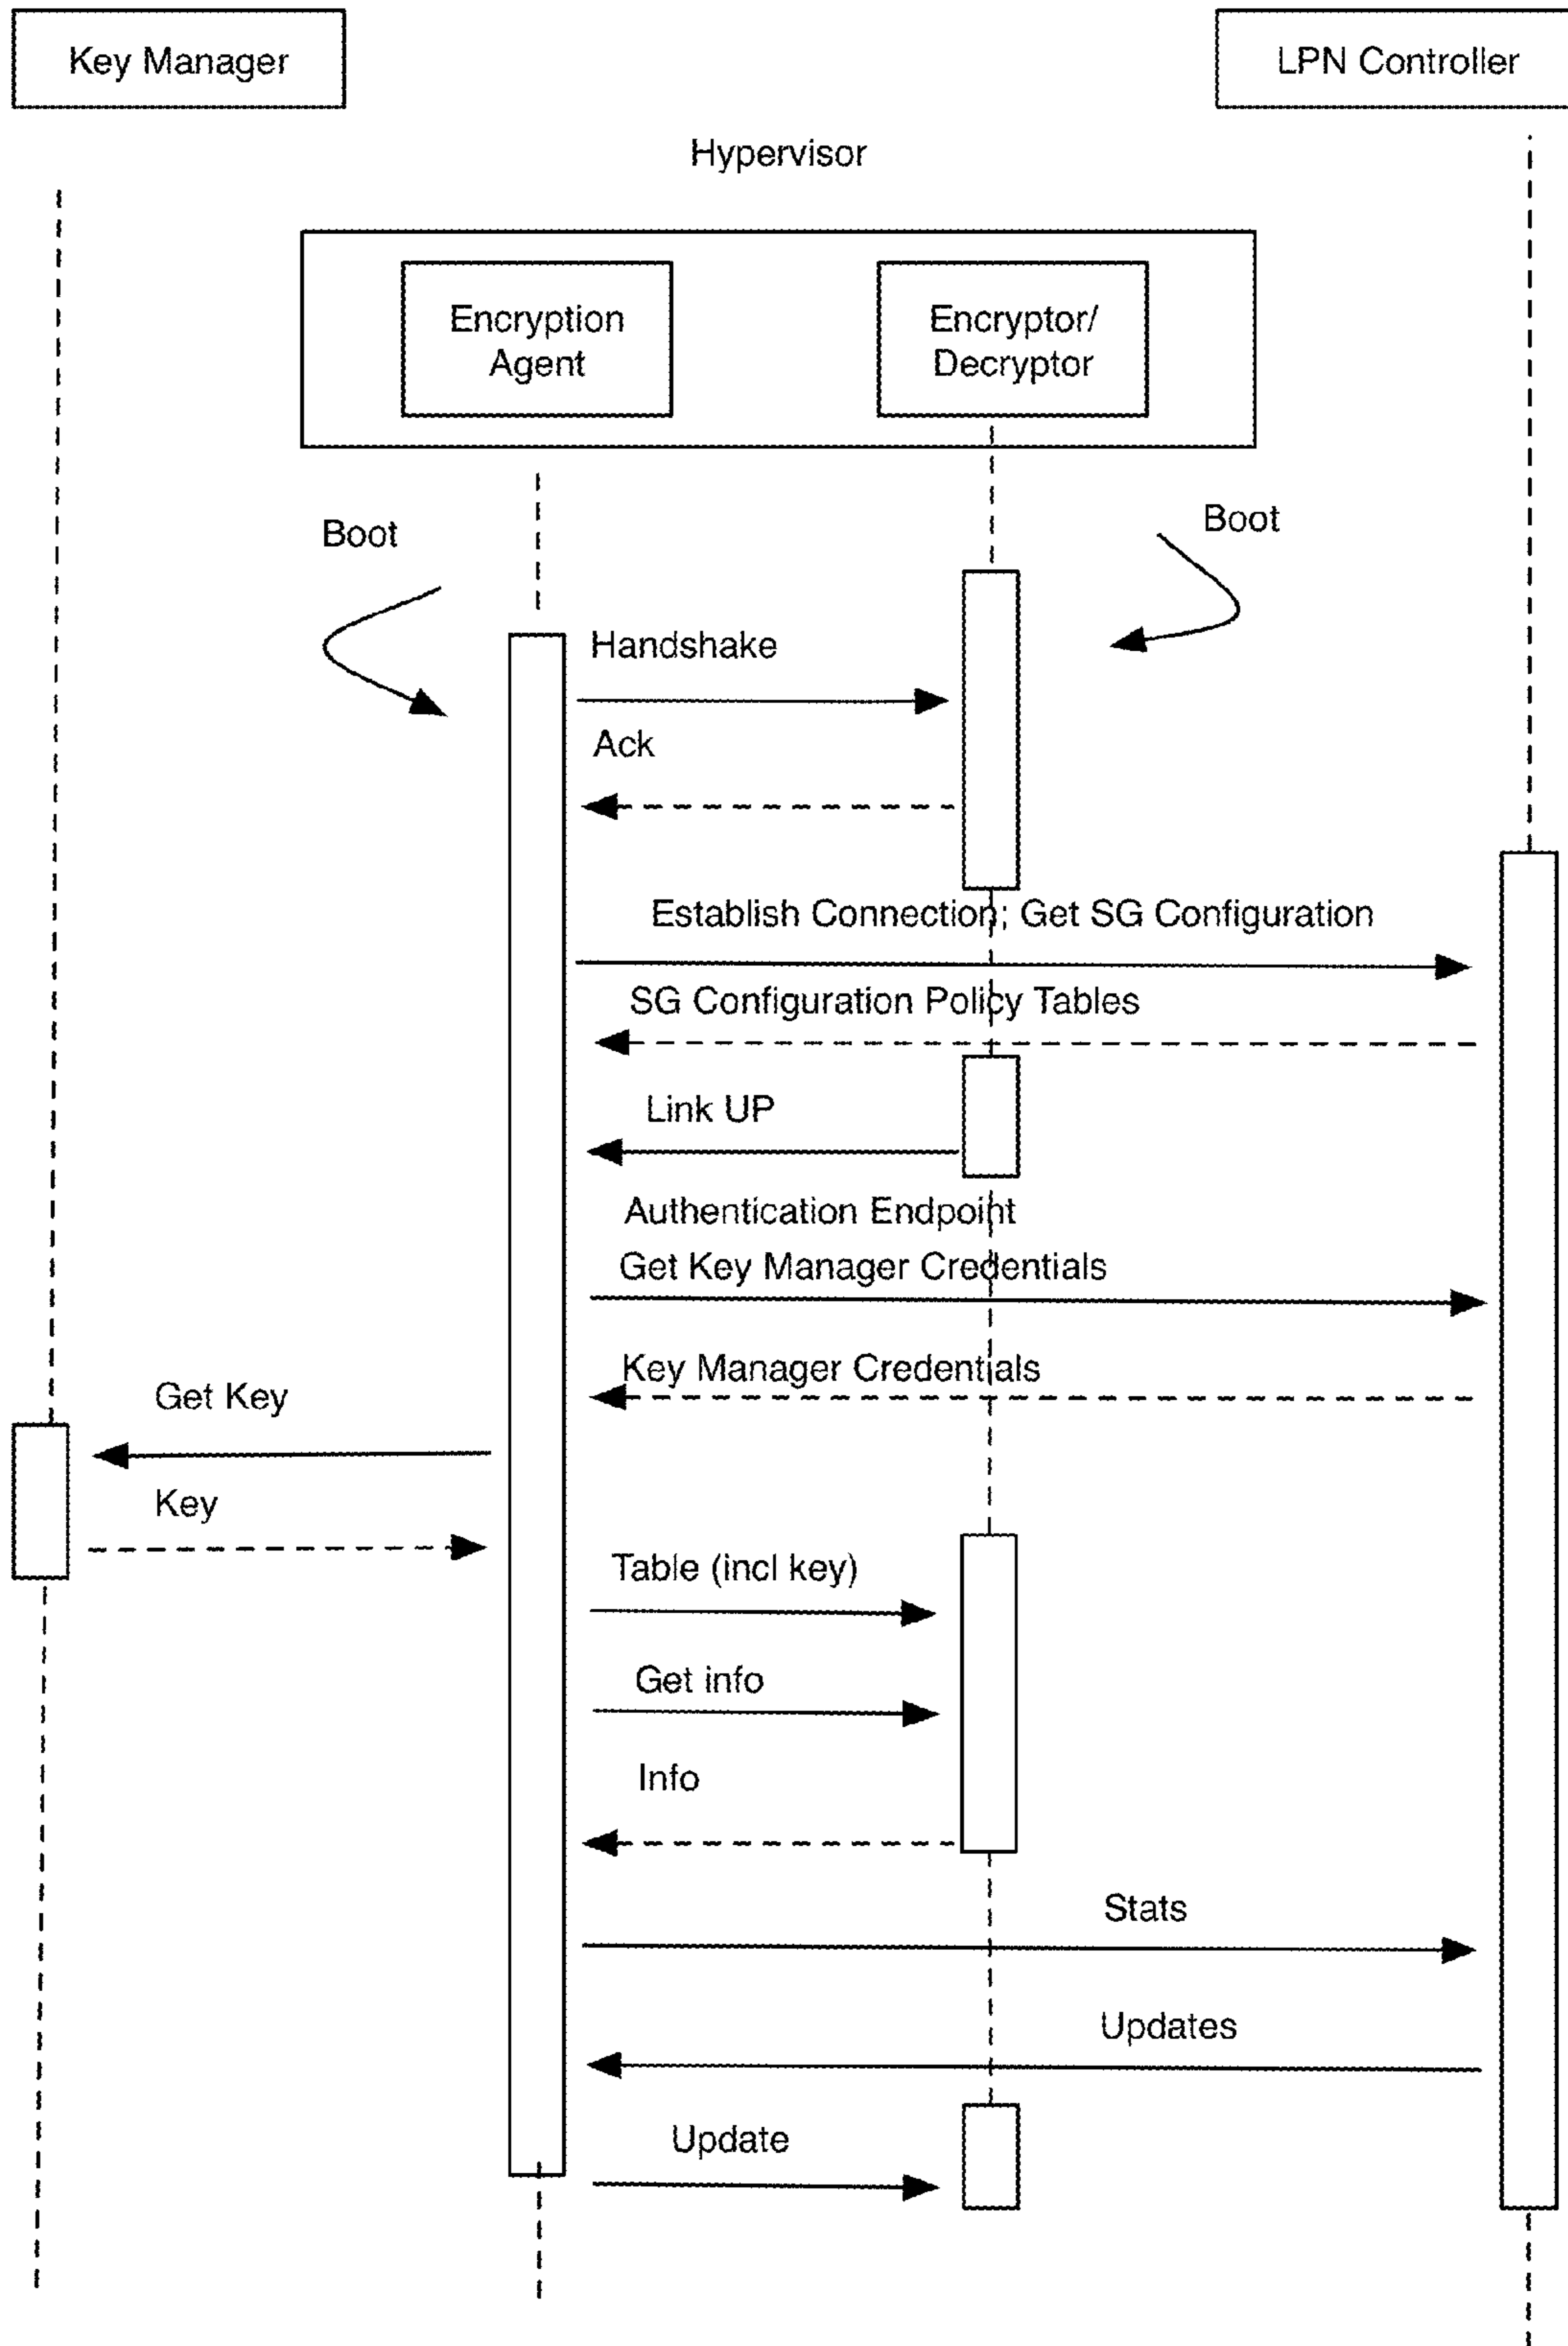 Key Manager
LPN Controller
Hypervisor
Encryption
Agent
Encryptor/
Decryptor
Boot
Boot
Handshake
Ack
Establish Connection; Get SG Configuration
SG Configuration Policy Tables
Link UP
Authentication Endpoint
Get Key Manager Credentials
Key Manager Credentials
Get Key
Key
Table (incl key)
Get info
Info
Stats
Updates
Update